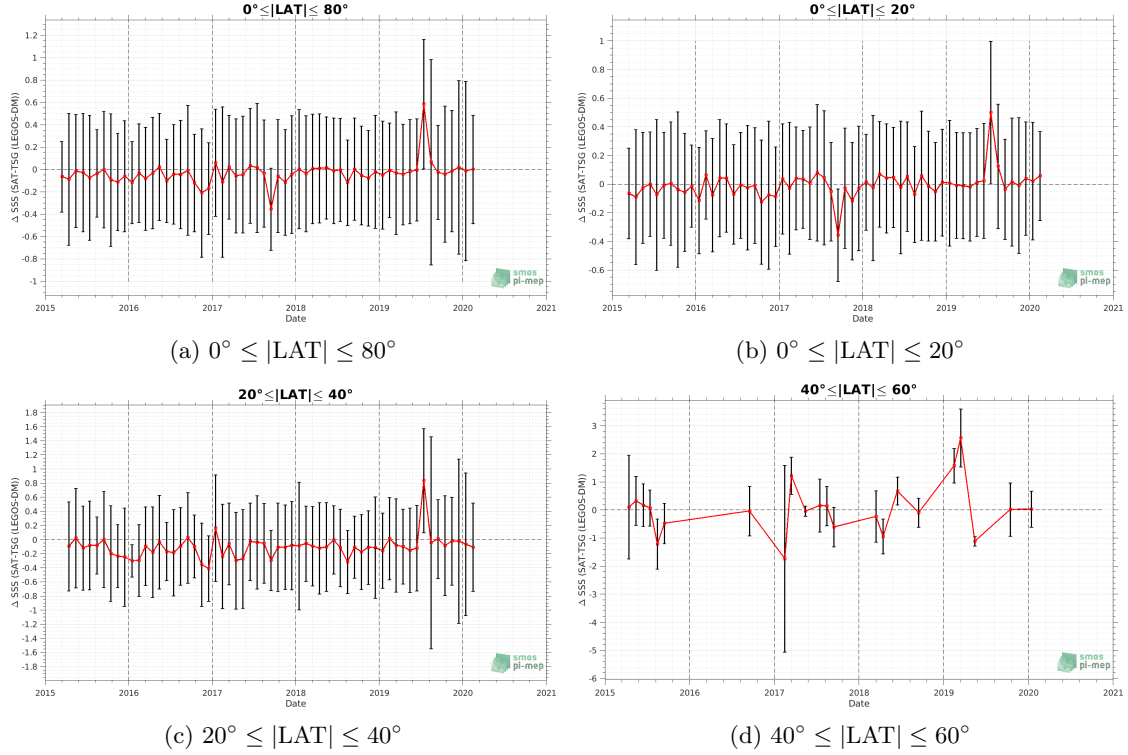 0°≤|LAT|≤ 80°
Δ SSS (SAT-TSG (LEGOS-DM))
1.2
1
0.8
0.6
0.4
0.2
0
-0.2
-0.4
-0.6
-0.8
-1
2015 2016 2017 2018 2019 2020 2021
Date
smos
pi-mep
(a) 0° ≤ |LAT| ≤ 80°
0°≤|LAT|≤ 20°
Δ SSS (SAT-TSG (LEGOS-DM))
1
0.8
0.6
0.4
0.2
0
-0.2
-0.4
-0.6
2015 2016 2017 2018 2019 2020 2021
Date
smos
pi-mep
(b) 0° ≤ |LAT| ≤ 20°
20°≤|LAT|≤ 40°
Δ SSS (SAT-TSG (LEGOS-DM))
1.8
1.6
1.4
1.2
1
0.8
0.6
0.4
0.2
0
-0.2
-0.4
-0.6
-0.8
-1
-1.2
-1.4
-1.6
-1.8
2015 2016 2017 2018 2019 2020 2021
Date
smos
pi-mep
(c) 20° ≤ |LAT| ≤ 40°
40°≤|LAT|≤ 60°
Δ SSS (SAT-TSG (LEGOS-DM))
3
2
1
0
-1
-2
-3
-4
-5
-6
2015 2016 2017 2018 2019 2020 2021
Date
smos
pi-mep
(d) 40° ≤ |LAT| ≤ 60°